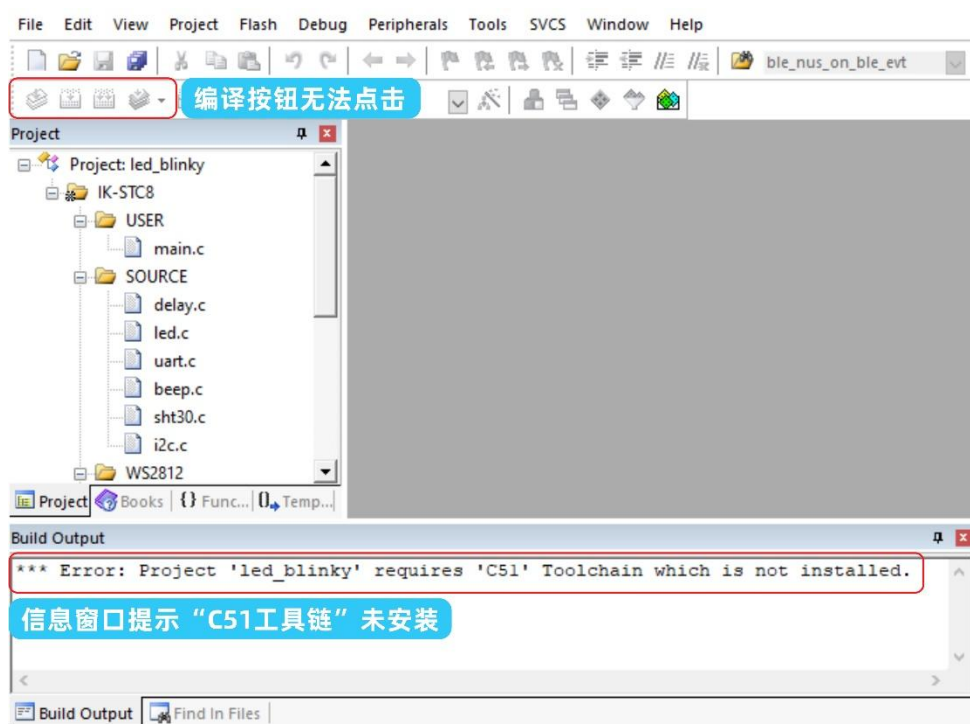 File Edit View Project Flash Debug Peripherals Tools SVCS Window Help
ble_nus_on_ble_evt
编译按钮无法点击
Project
Project: led_blinky
IK-STC8
USER
main.c
SOURCE
delay.c
led.c
uart.c
beep.c
sht30.c
i2c.c
WS2812
Project Books {} Func... 0 Temp...
Build Output
*** Error: Project 'led_blinky' requires 'C51' Toolchain which is not installed.
信息窗口提示“C51工具链”未安装
Build Output Find In Files